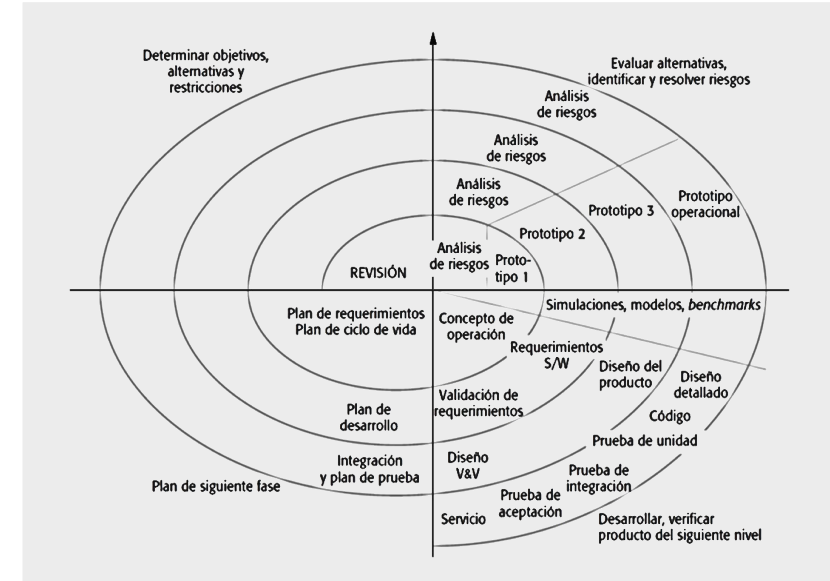 Determinar objetivos,
alternativas y
restricciones
Evaluar alternativas,
identificar y resolver riesgos
Análisis
de riesgos
Análisis
de riesgos
Análisis
de riesgos
Análisis
de riesgos
Prototipo
operacional
Prototipo 3
Prototipo 2
Proto-
tipo 1
REVISIÓN
Plan de requerimientos
Plan de ciclo de vida
Concepto de
operación
Simulaciones, modelos, benchmarks
Requerimientos
S/W
Diseño del
producto
Diseño
detallado
Plan de
desarrollo
Validación de
requerimientos
Código
Prueba de unidad
Integración
y plan de prueba
Diseño
V&V
Prueba de
integración
Plan de siguiente fase
Prueba de
aceptación
Servicio
Desarrollar, verificar
producto del siguiente nivel